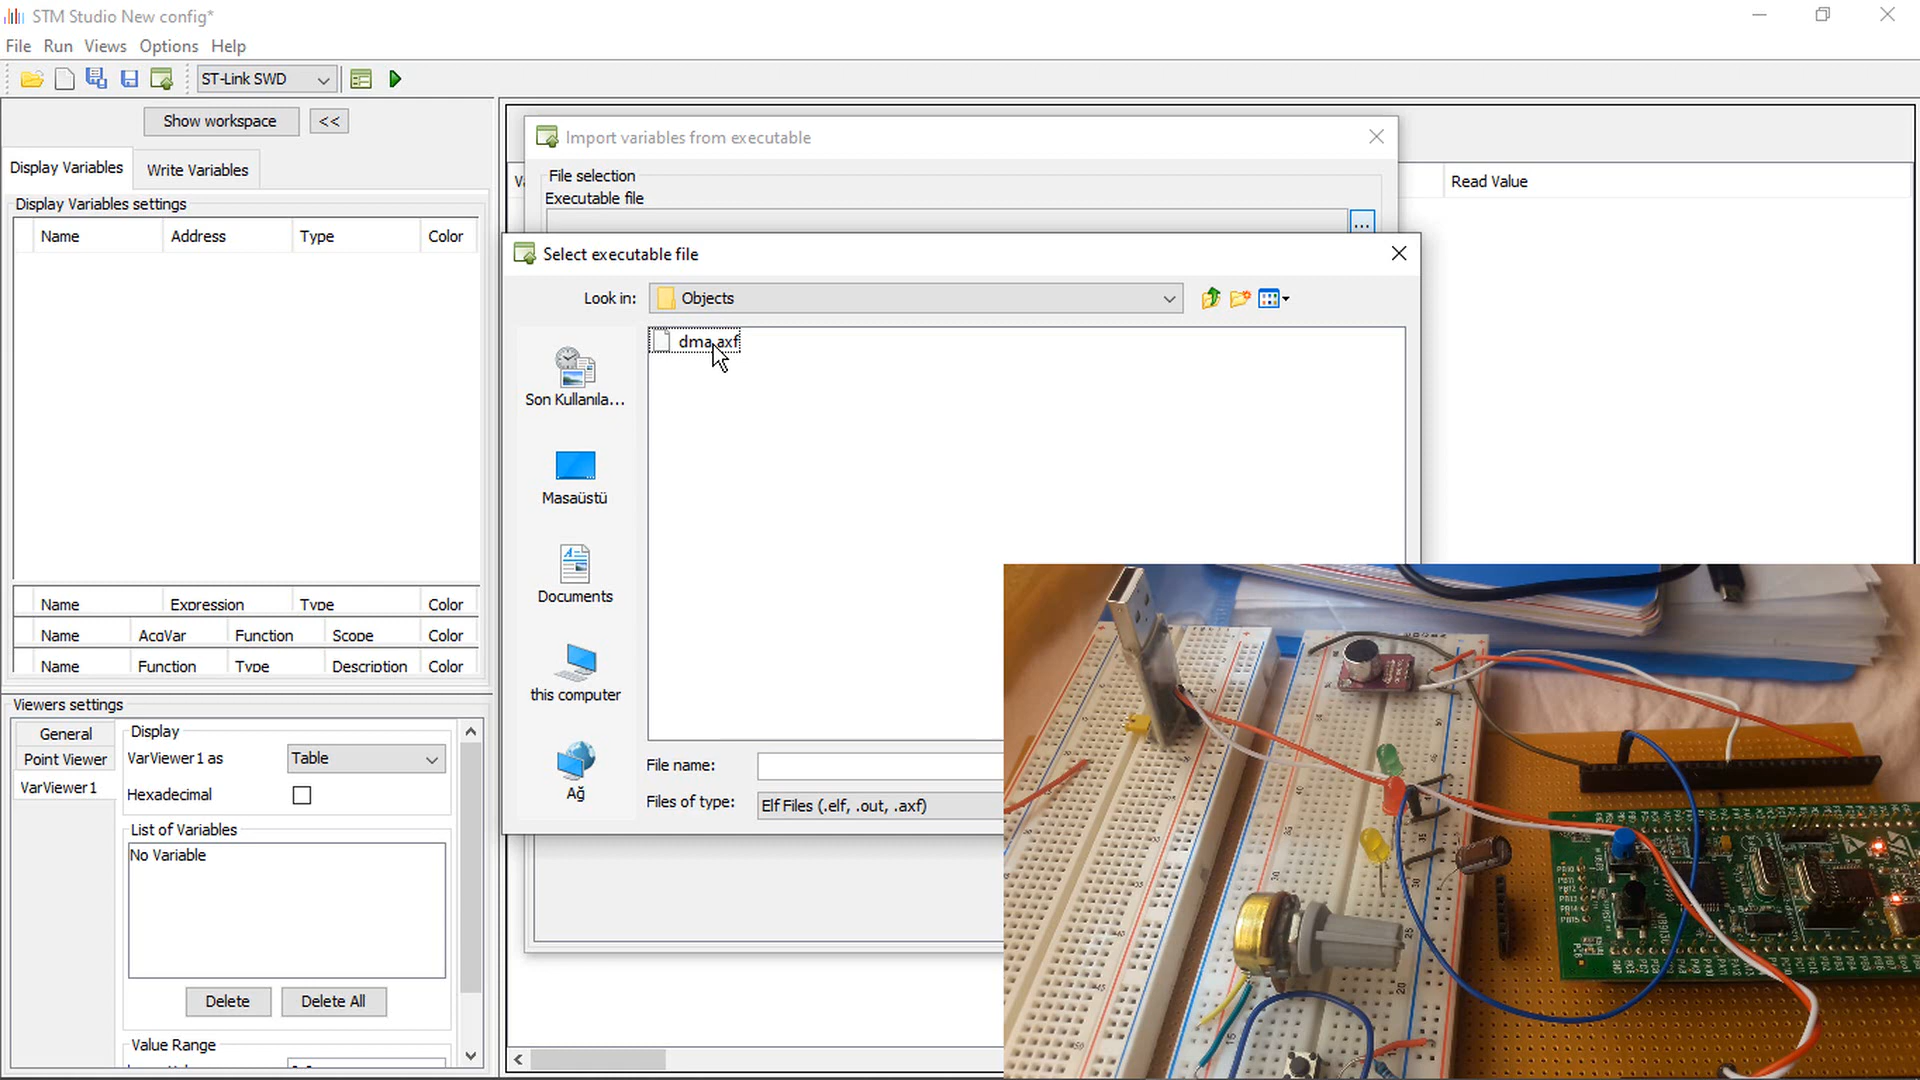 STM Studio New config*
File Run Views Options Help
ST-Link SWD
Show workspace <<
Display Variables Write Variables
Display Variables settings
Name Address Type Color
Name Expression Type Color
Name AcqVar Function Scope Color
Name Function Type Description Color
Viewers settings
General
Point Viewer
VarViewer1
Display
VarViewer1 as Table
Hexadecimal
List of Variables
No Variable
Delete Delete All
Value Range
Read Value
Import variables from executable
File selection
Executable file
...
Select executable file
Look in: Objects
dma.axf
Son Kullanıla...
Masaüstü
Documents
this computer
Ağ
File name:
Files of type: Elf Files (.elf, .out, .axf)